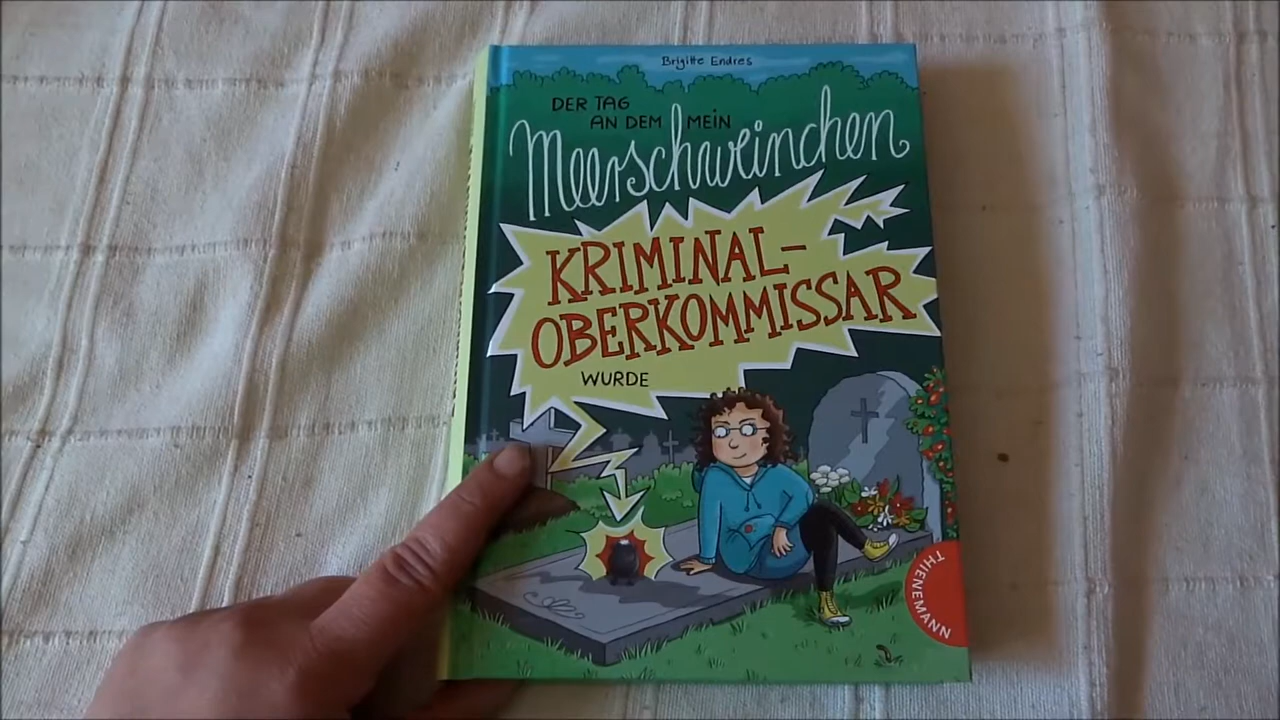 Brigitte Endres
DER TAG
AN DEM MEIN
Meerschweinchen
KRIMINAL-
OBERKOMMISSAR
WURDE
THIENEMANN